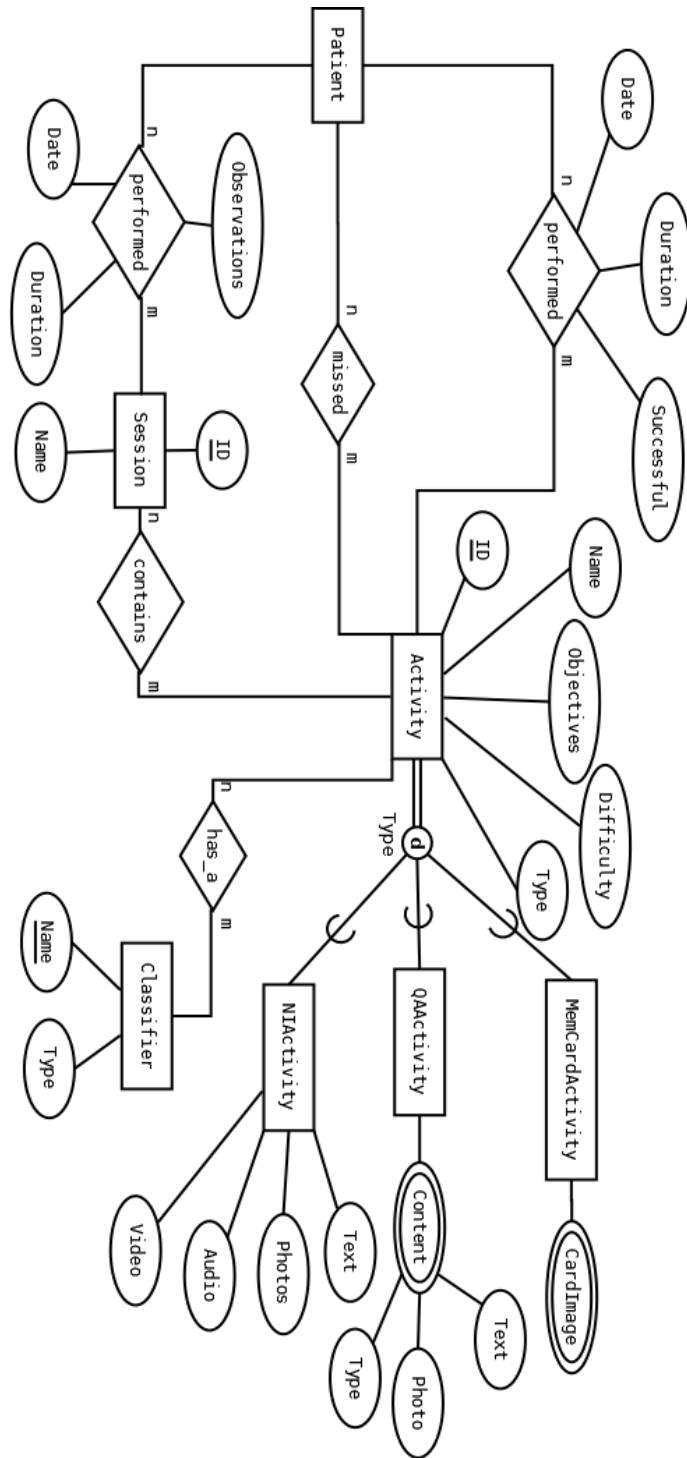 Patient
n
performed
m
Date
Duration
Successful
n
missed
m
n
performed
m
Date
Observations
Duration
Session
ID
Name
n
contains
m
Activity
ID
Name
Objectives
Difficulty
Type
d
Type
n
has_a
m
Classifier
Name
Type
MemCardActivity
CardImage
QAActivity
Content
Text
Photo
Type
NIActivity
Text
Photos
Audio
Video